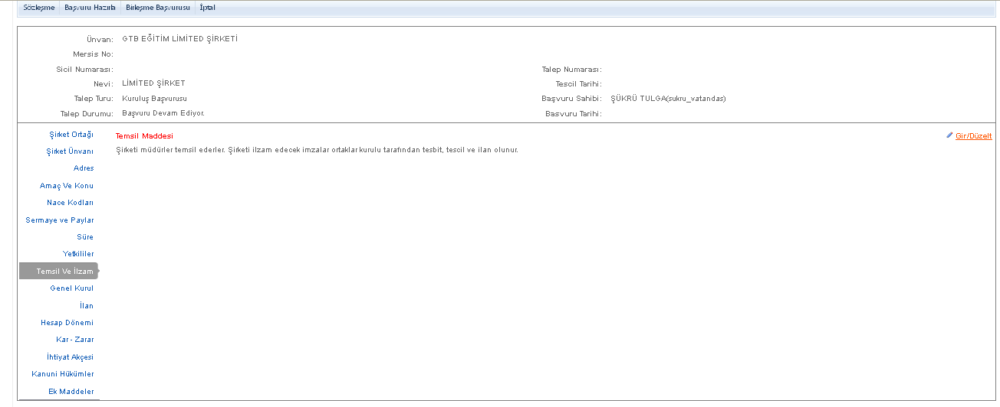 Sözleşme Başvuru Hazırla Birleşme Başvurusu İptal
Ünvan: GTB EĞİTİM LİMİTED ŞİRKETİ
Mersis No:
Sicil Numarası: Talep Numarası:
Nevi: LİMİTED ŞİRKET Tescil Tarihi:
Talep Turu: Kuruluş Başvurusu Başvuru Sahibi: ŞÜKRÜ TULGA(sukru_vatandas)
Talep Durumu: Başvuru Devam Ediyor. Basvuru Tarihi:
Şirket Ortağı
Şirket Ünvanı
Adres
Amaç Ve Konu
Nace Kodları
Sermaye ve Paylar
Süre
Yetkililer
Temsil Ve İlzam
Genel Kurul
İlan
Hesap Dönemi
Kar - Zarar
İhtiyat Akçesi
Kanuni Hükümler
Ek Maddeler
Temsil Maddesi Gir/Düzelt
Şirketi müdürler temsil ederler. Şirketi ilzam edecek imzalar ortaklar kurulu tarafından tesbit, tescil ve ilan olunur.